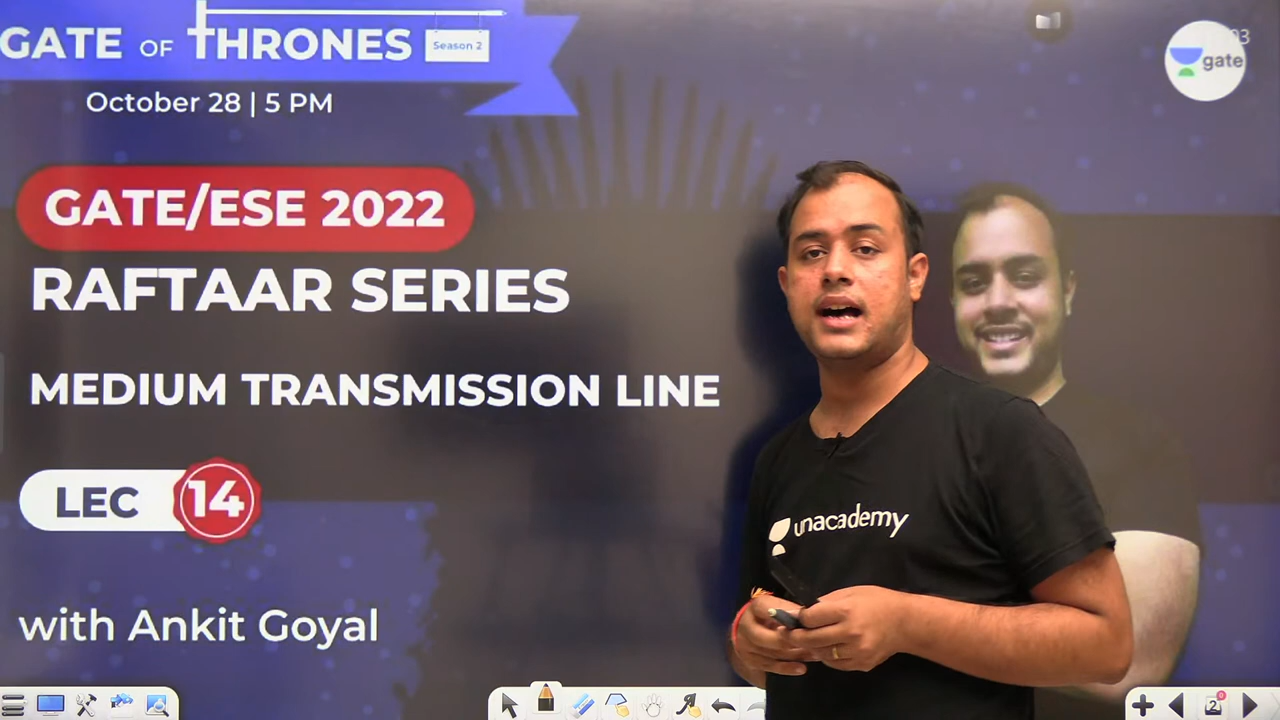 GATE OF THRONES Season 2
gate
October 28 | 5 PM
GATE/ESE 2022
RAFTAAR SERIES
MEDIUM TRANSMISSION LINE
LEC 14
unacademy
with Ankit Goyal
2